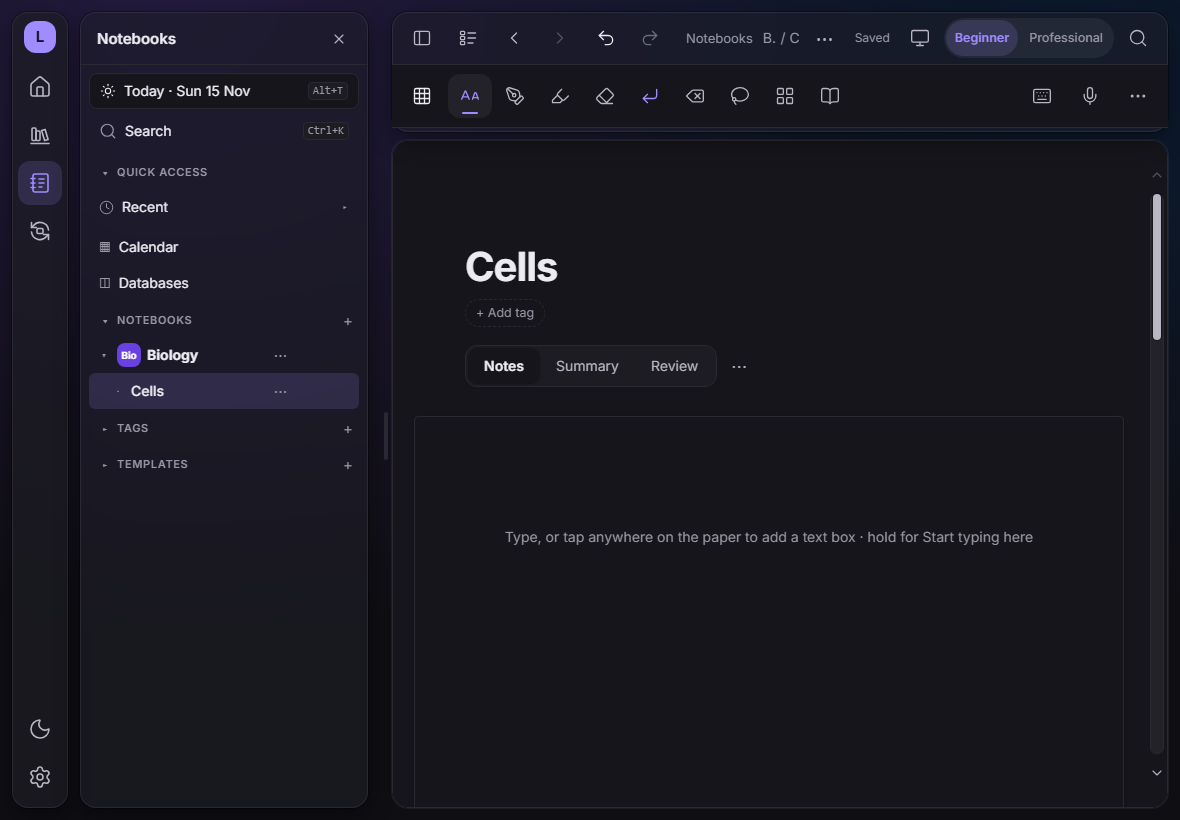 L
Notebooks
Today · Sun 15 Nov
Alt+T
Search
Ctrl+K
QUICK ACCESS
Recent
Calendar
Databases
NOTEBOOKS
+
Bio
Biology
...
Cells
...
TAGS
+
TEMPLATES
+
Notebooks B. / C ...
Saved
Beginner
Professional
AA
...
Cells
+ Add tag
Notes
Summary
Review
...
Type, or tap anywhere on the paper to add a text box · hold for Start typing here